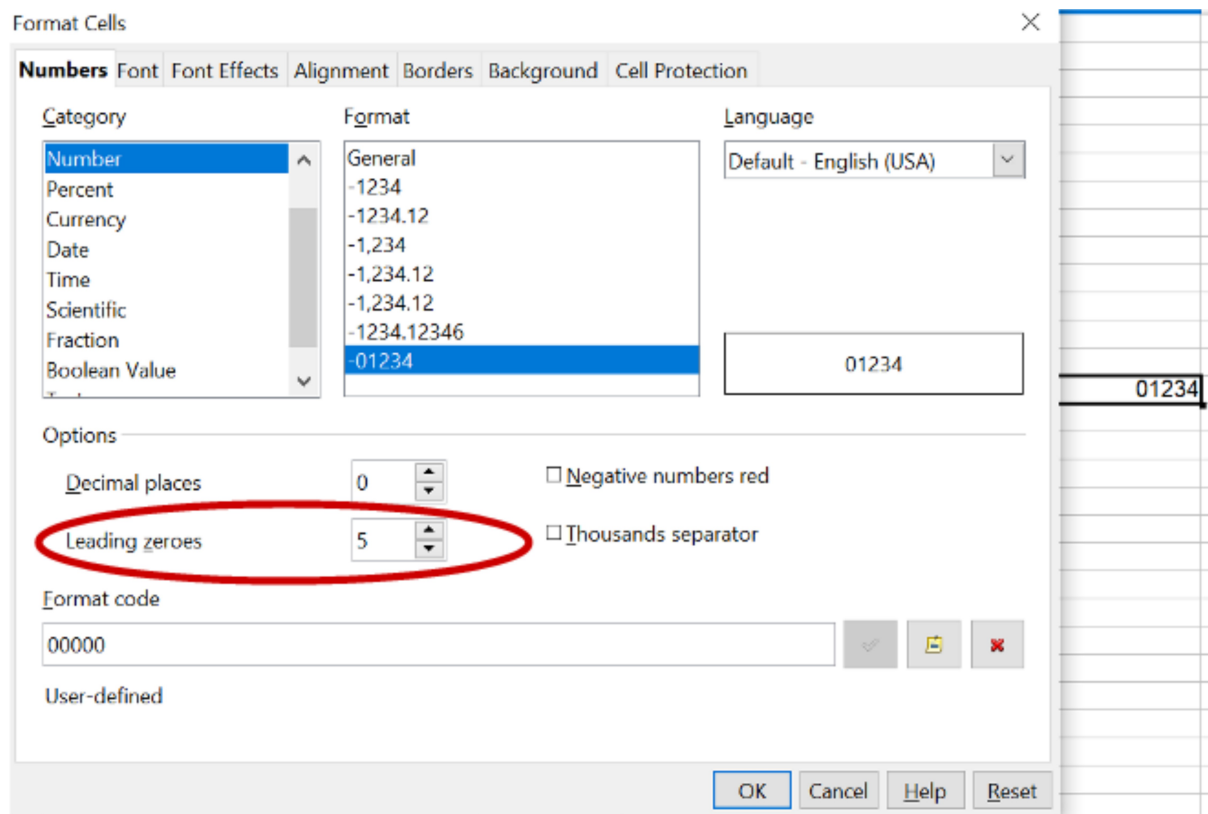 Format Cells
Numbers Font Font Effects Alignment Borders Background Cell Protection
Category
Number
Percent
Currency
Date
Time
Scientific
Fraction
Boolean Value
Format
General
-1234
-1234.12
-1,234
-1,234.12
-1,234.12
-1234.12346
-01234
Language
Default - English (USA)
01234
01234
Options
Decimal places 0
Negative numbers red
Leading zeroes 5
Thousands separator
Format code
00000
User-defined
OK Cancel Help Reset